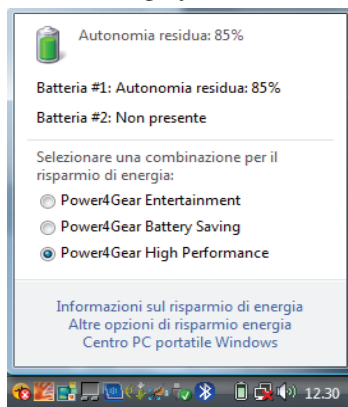 Autonomia residua: 85%
Batteria #1: Autonomia residua: 85%
Batteria #2: Non presente
Selezionare una combinazione per il
risparmio di energia:
Power4Gear Entertainment
Power4Gear Battery Saving
Power4Gear High Performance
Informazioni sul risparmio di energia
Altre opzioni di risparmio energia
Centro PC portatile Windows
12.30